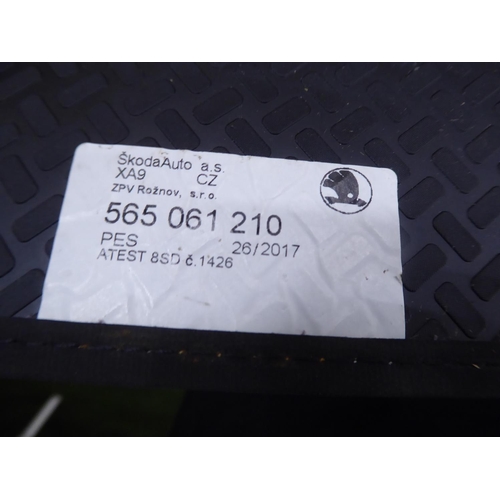 ŠkodaAuto a.s.
XA9 CZ
ZPV Rožnov, s.r.o.
565 061 210
PES 26/2017
ATEST 8SD č.1426